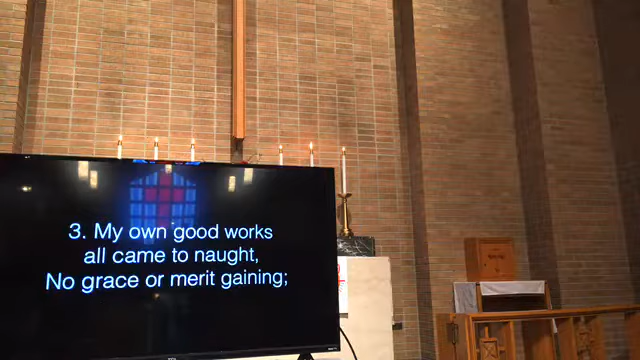 3. My own good works
all came to naught,
No grace or merit gaining;